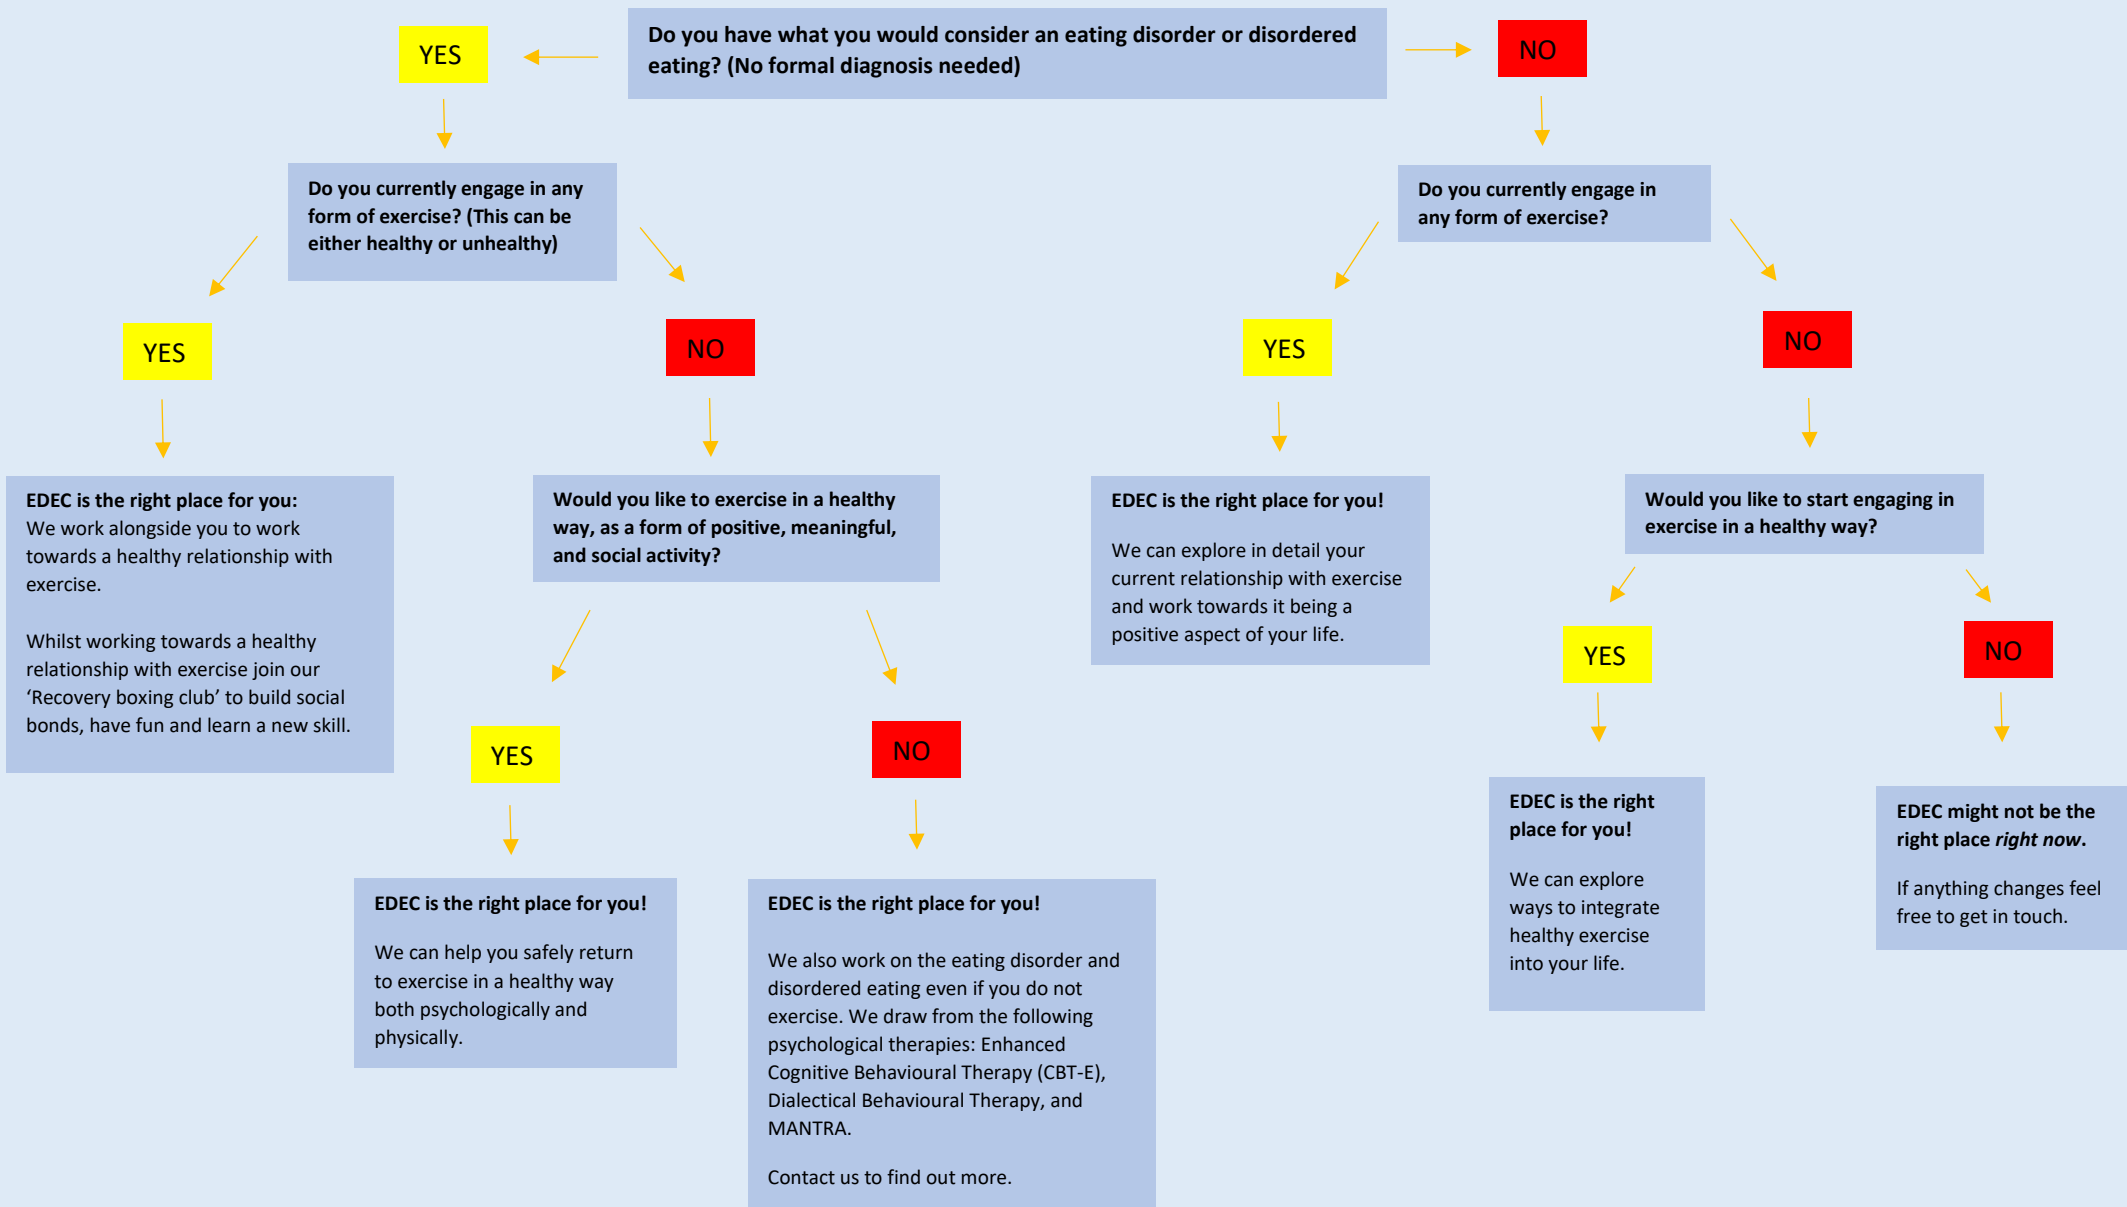 Do you have what you would consider an eating disorder or disordered
eating? (No formal diagnosis needed)
YES
NO
Do you currently engage in any
form of exercise? (This can be
either healthy or unhealthy)
Do you currently engage in
any form of exercise?
YES
NO
YES
NO
EDEC is the right place for you:
We work alongside you to work
towards a healthy relationship with
exercise.
Whilst working towards a healthy
relationship with exercise join our
‘Recovery boxing club’ to build social
bonds, have fun and learn a new skill.
Would you like to exercise in a healthy
way, as a form of positive, meaningful,
and social activity?
EDEC is the right place for you!
We can explore in detail your
current relationship with exercise
and work towards it being a
positive aspect of your life.
Would you like to start engaging in
exercise in a healthy way?
YES
NO
YES
NO
EDEC is the right place for you!
We can help you safely return
to exercise in a healthy way
both psychologically and
physically.
EDEC is the right place for you!
We also work on the eating disorder and
disordered eating even if you do not
exercise. We draw from the following
psychological therapies: Enhanced
Cognitive Behavioural Therapy (CBT-E),
Dialectical Behavioural Therapy, and
MANTRA.
Contact us to find out more.
EDEC is the right
place for you!
We can explore
ways to integrate
healthy exercise
into your life.
EDEC might not be the
right place right now.
If anything changes feel
free to get in touch.